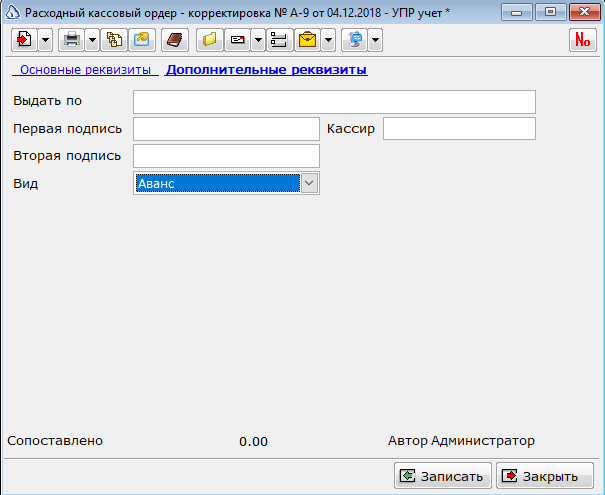 Расходный кассовый ордер - корректировка № А-9 от 04.12.2018 - УПР учет *
№
Основные реквизиты Дополнительные реквизиты
Выдать по
Первая подпись Кассир
Вторая подпись
Вид Аванс
Сопоставлено 0.00 Автор Администратор
Записать Закрыть